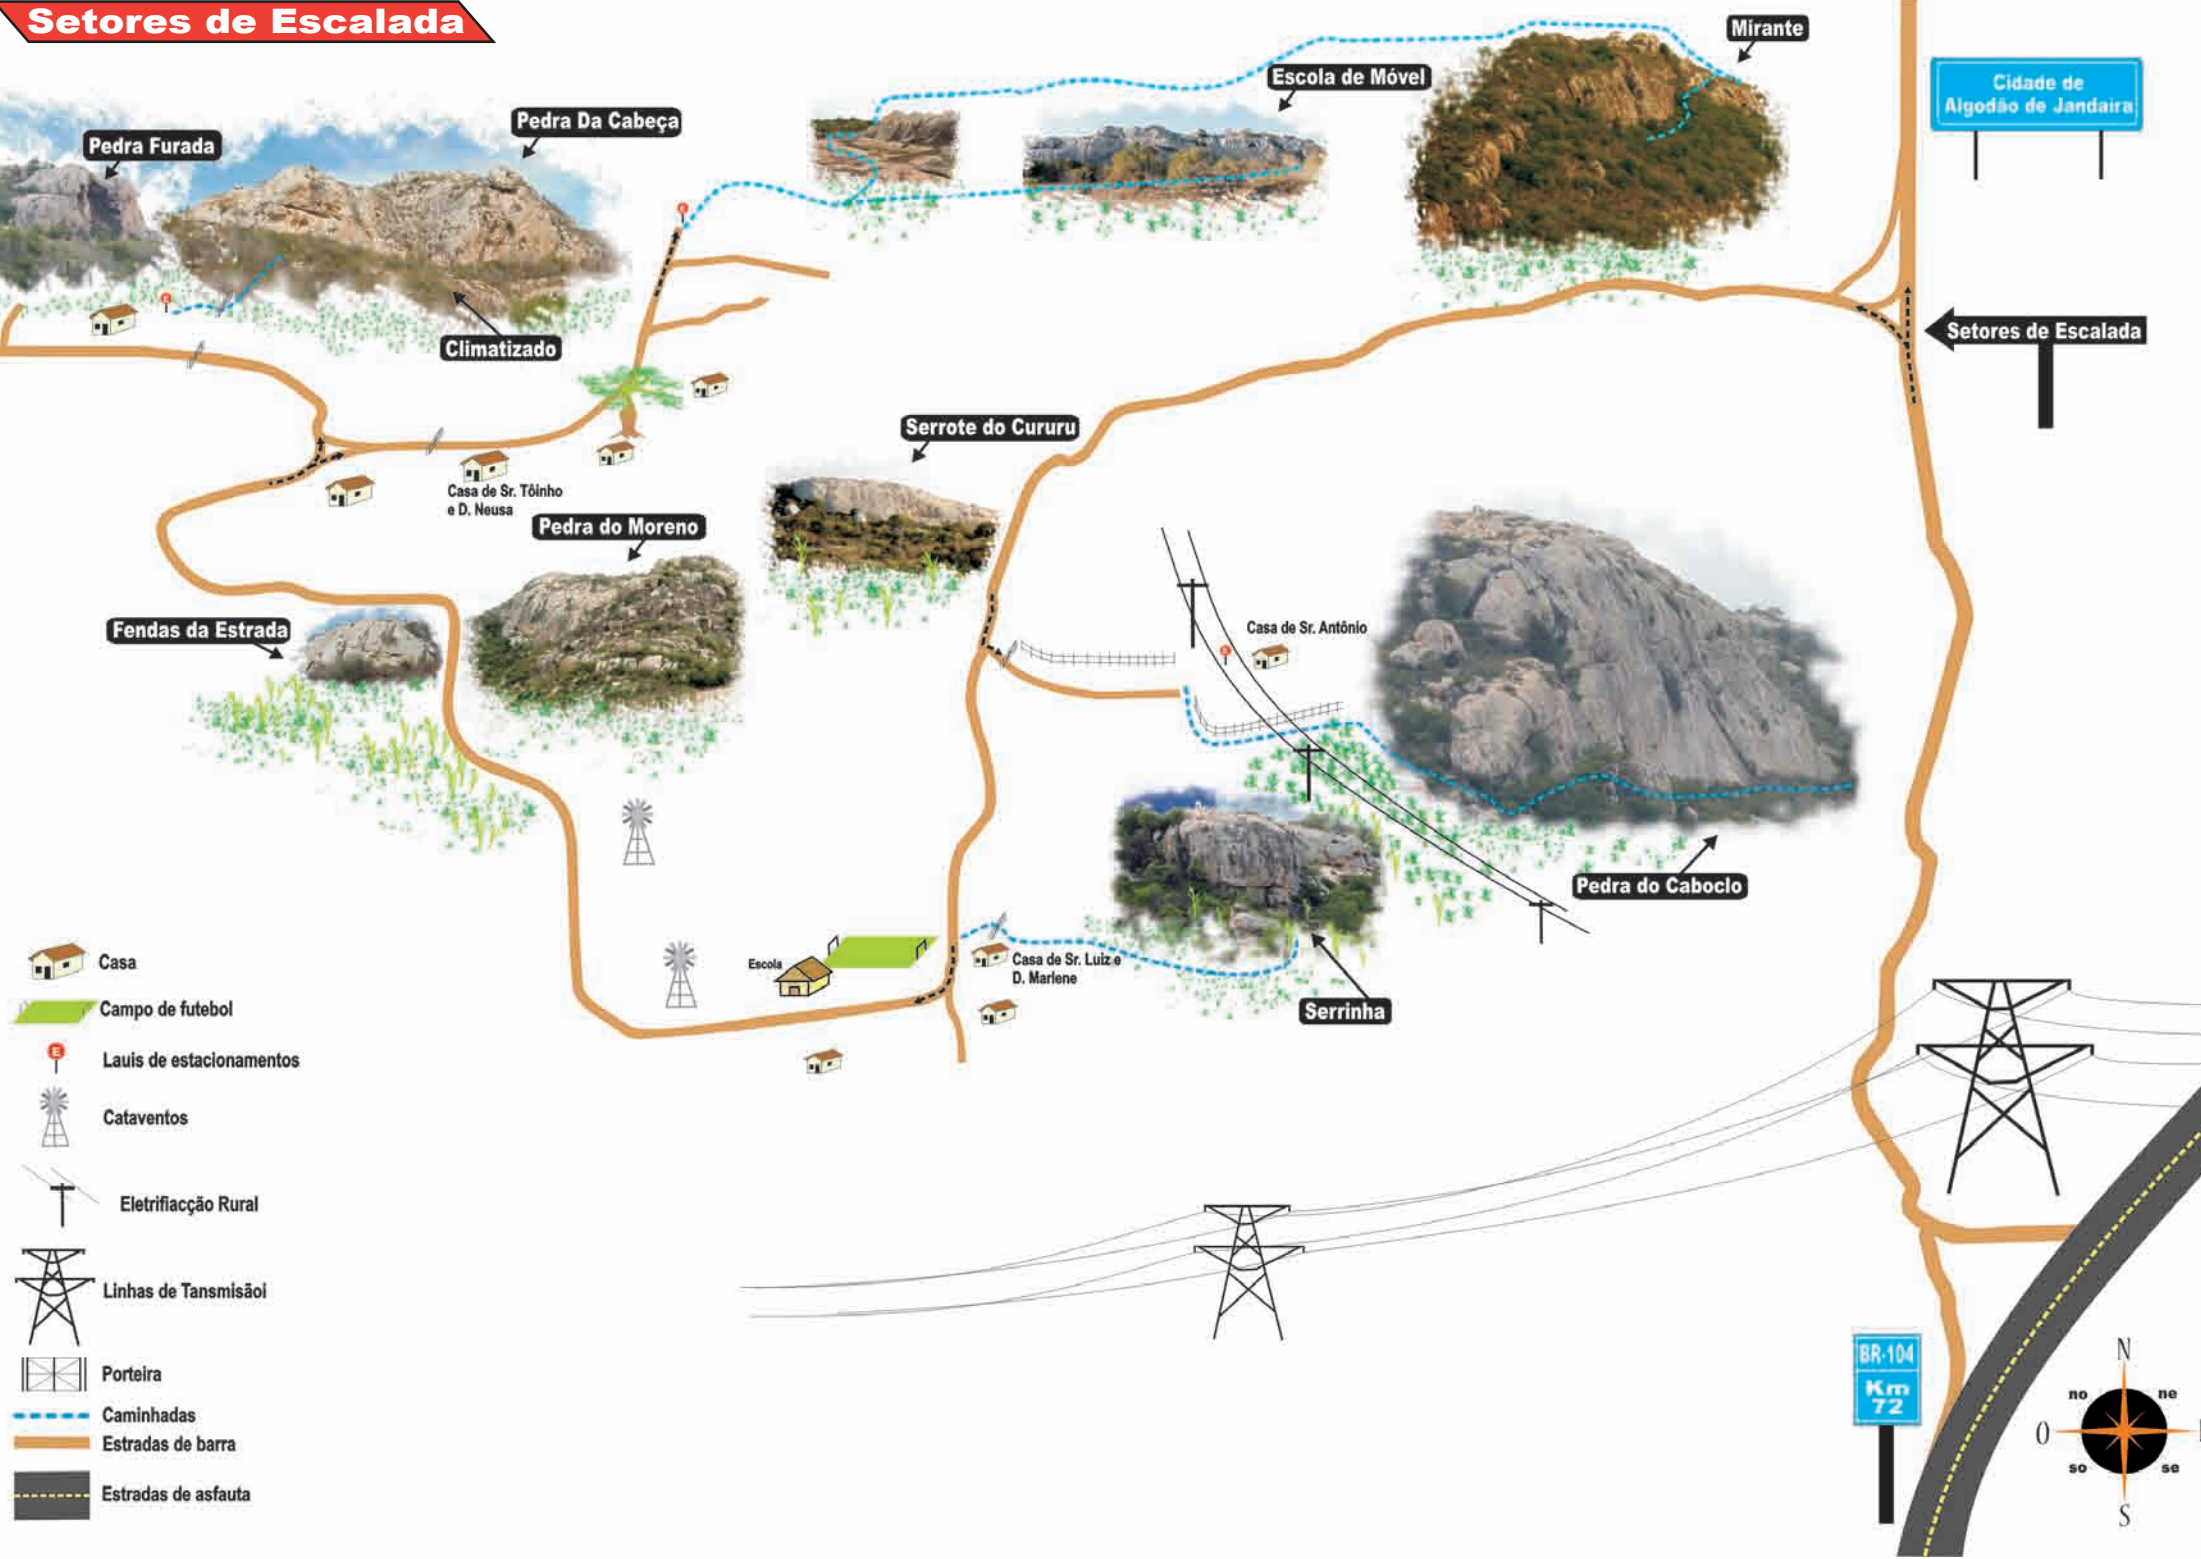 Setores de Escalada
Mirante
Escola de Móvel
Cidade de
Algodão de Jandaira
Pedra Da Cabeça
Pedra Furada
E
E
Climatizado
Setores de Escalada
Serrote do Cururu
Casa de Sr. Tôinho
e D. Neusa
Pedra do Moreno
Fendas da Estrada
Casa de Sr. Antônio
E
Pedra do Caboclo
Escola
Casa de Sr. Luiz e
D. Marlene
Serrinha
Casa
Campo de futebol
E
Lauis de estacionamentos
Cataventos
Eletrifiacção Rural
Linhas de Tansmisãoi
Porteira
Caminhadas
Estradas de barra
Estradas de asfauta
BR-104
Km
72
N
no
ne
O
so
se
S